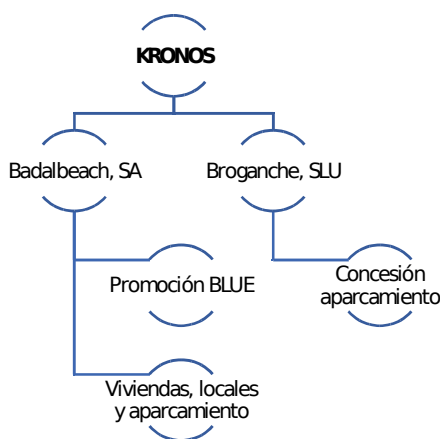 KRONOS
Badalbeach, SA
Broganche, SLU
Promoción BLUE
Concesión
aparcamiento
Viviendas, locales
y aparcamiento